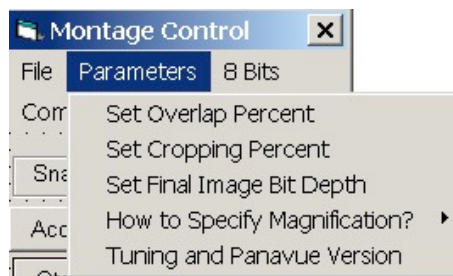 Montage Control
File Parameters 8 Bits
Set Overlap Percent
Set Cropping Percent
Set Final Image Bit Depth
How to Specify Magnification?
Tuning and Panavue Version